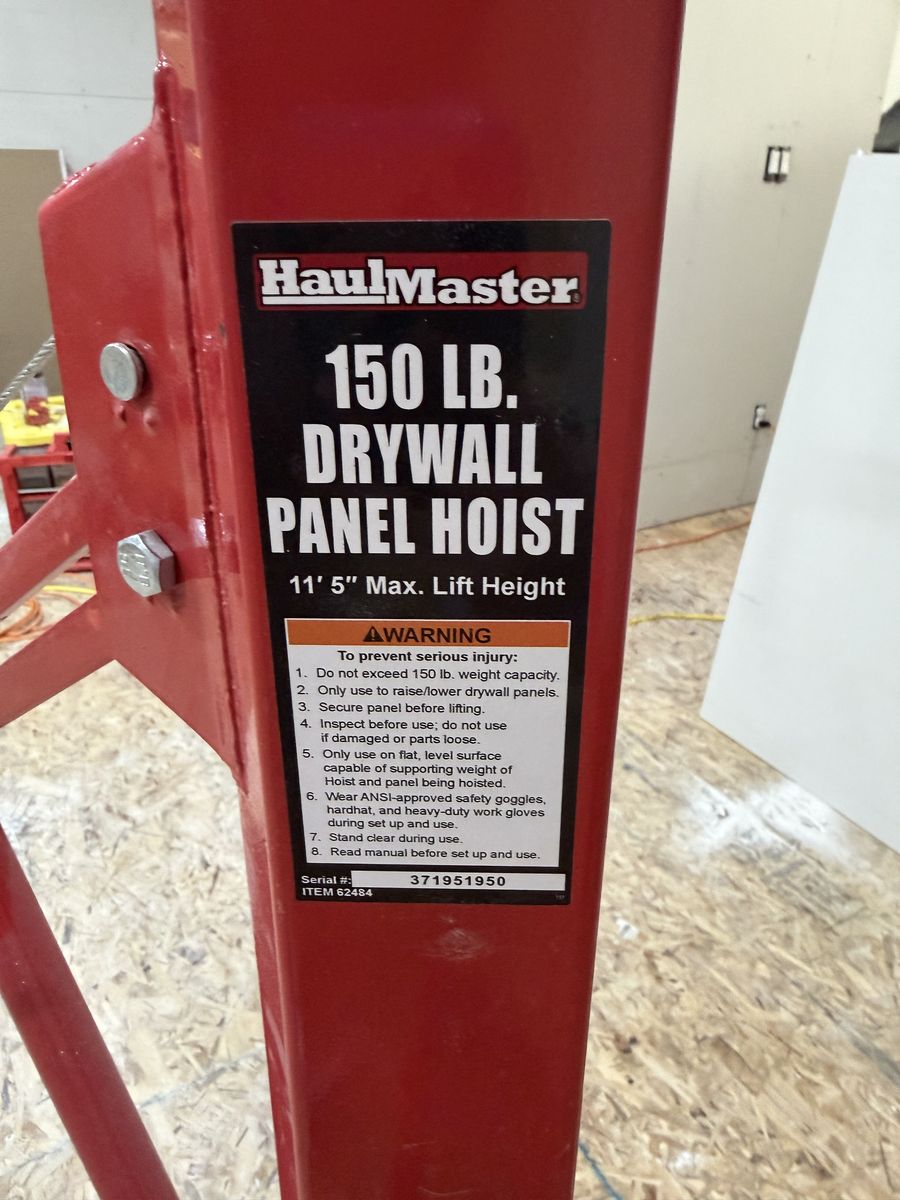 HaulMaster
150 LB.
DRYWALL
PANEL HOIST
11′ 5″ Max. Lift Height
⚠WARNING
To prevent serious injury:
1. Do not exceed 150 lb. weight capacity.
2. Only use to raise/lower drywall panels.
3. Secure panel before lifting.
4. Inspect before use; do not use
if damaged or parts loose.
5. Only use on flat, level surface
capable of supporting weight of
Hoist and panel being hoisted.
6. Wear ANSI-approved safety goggles,
hardhat, and heavy-duty work gloves
during set up and use.
7. Stand clear during use.
8. Read manual before set up and use.
Serial #: 371951950
ITEM 62484